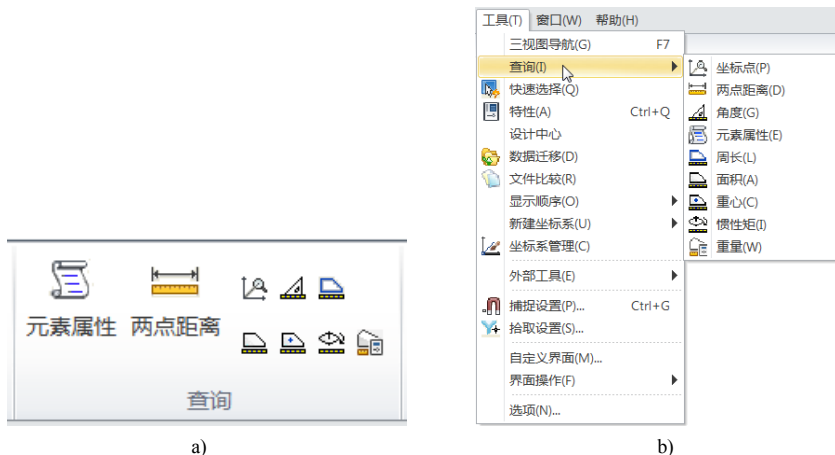 工具(T) 窗口(W) 帮助(H)
三视图导航(G) F7
查询(I)
快速选择(Q)
特性(A) Ctrl+Q
设计中心
数据迁移(D)
文件比较(R)
显示顺序(O)
新建坐标系(U)
坐标系管理(C)
外部工具(E)
捕捉设置(P)... Ctrl+G
拾取设置(S)...
自定义界面(M)...
界面操作(F)
选项(N)...
坐标点(P)
两点距离(D)
角度(G)
元素属性(E)
周长(L)
面积(A)
重心(C)
惯性矩(I)
重量(W)
元素属性 两点距离
查询
a) b)